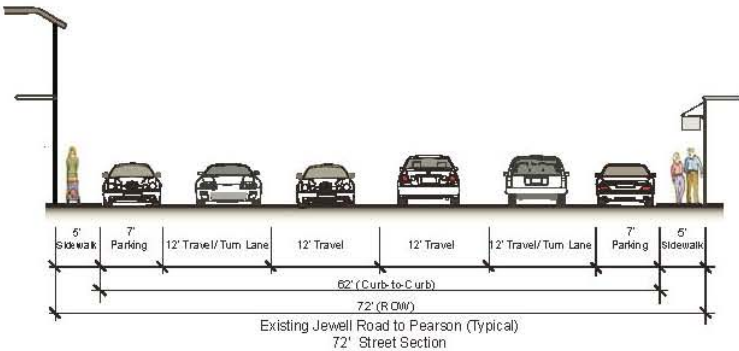 5'
Sidewalk
7'
Parking
12' Travel/ Turn Lane
12' Travel
12' Travel
12' Travel/ Turn Lane
7'
Parking
5'
Sidewalk
62' (Curb-to-Curb)
72' (ROW)
Existing Jewell Road to Pearson (Typical)
72' Street Section